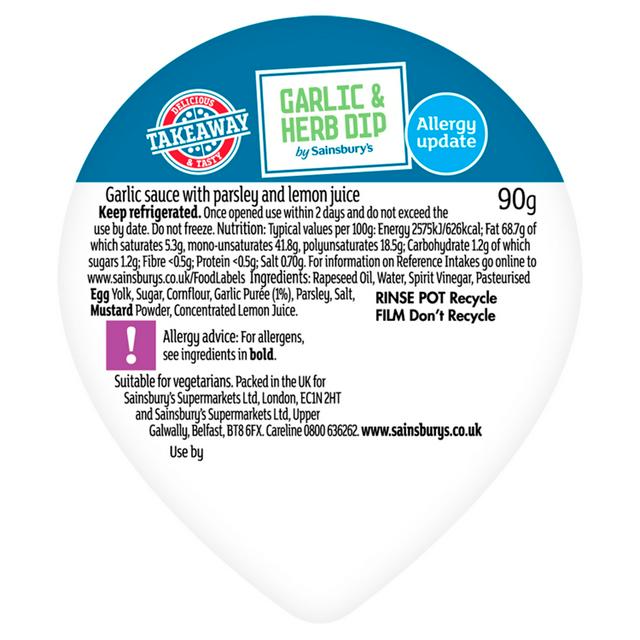 DELICIOUS
TAKEAWAY
& TASTY
GARLIC &
HERB DIP
by Sainsbury's
Allergy
update
Garlic sauce with parsley and lemon juice
90g
Keep refrigerated. Once opened use within 2 days and do not exceed the
use by date. Do not freeze. Nutrition: Typical values per 100g: Energy 2575kJ/626kcal; Fat 68.7g of
which saturates 5.3g, mono-unsaturates 41.8g, polyunsaturates 18.5g; Carbohydrate 1.2g of which
sugars 1.2g; Fibre <0.5g; Protein <0.5g; Salt 0.70g. For information on Reference Intakes go online to
www.sainsburys.co.uk/FoodLabels Ingredients: Rapeseed Oil, Water, Spirit Vinegar, Pasteurised
Egg Yolk, Sugar, Cornflour, Garlic Purée (1%), Parsley, Salt,
Mustard Powder, Concentrated Lemon Juice.
RINSE POT Recycle
FILM Don't Recycle
!
Allergy advice: For allergens,
see ingredients in bold.
Suitable for vegetarians. Packed in the UK for
Sainsbury's Supermarkets Ltd, London, EC1N 2HT
and Sainsbury's Supermarkets Ltd, Upper
Galwally, Belfast, BT8 6FX. Careline 0800 636262. www.sainsburys.co.uk
Use by